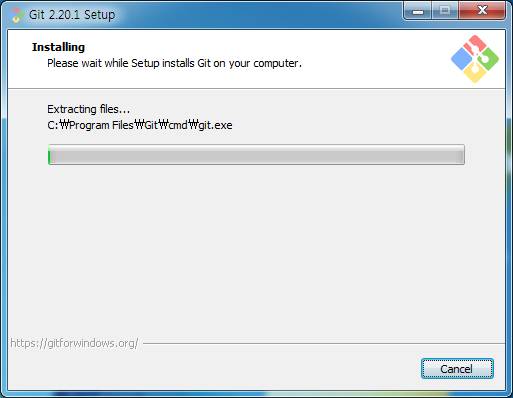 Git 2.20.1 Setup
Installing
Please wait while Setup installs Git on your computer.
Extracting files...
C:₩Program Files₩Git₩cmd₩git.exe
https://gitforwindows.org/
Cancel